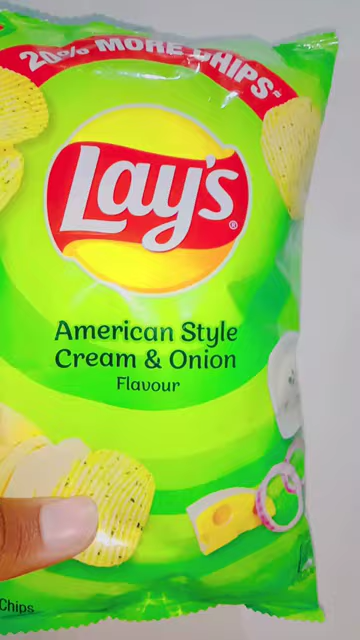 20% MORE CHIPS*
Lay's®
American Style
Cream & Onion
Flavour
Chips